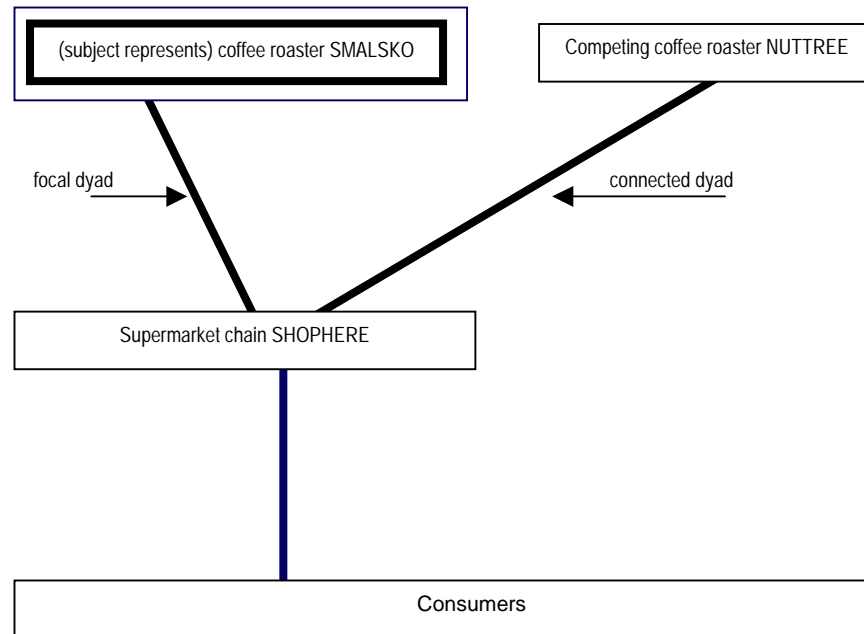 (subject represents) coffee roaster SMALSKO
Competing coffee roaster NUTTREE
focal dyad
connected dyad
Supermarket chain SHOPHERE
Consumers